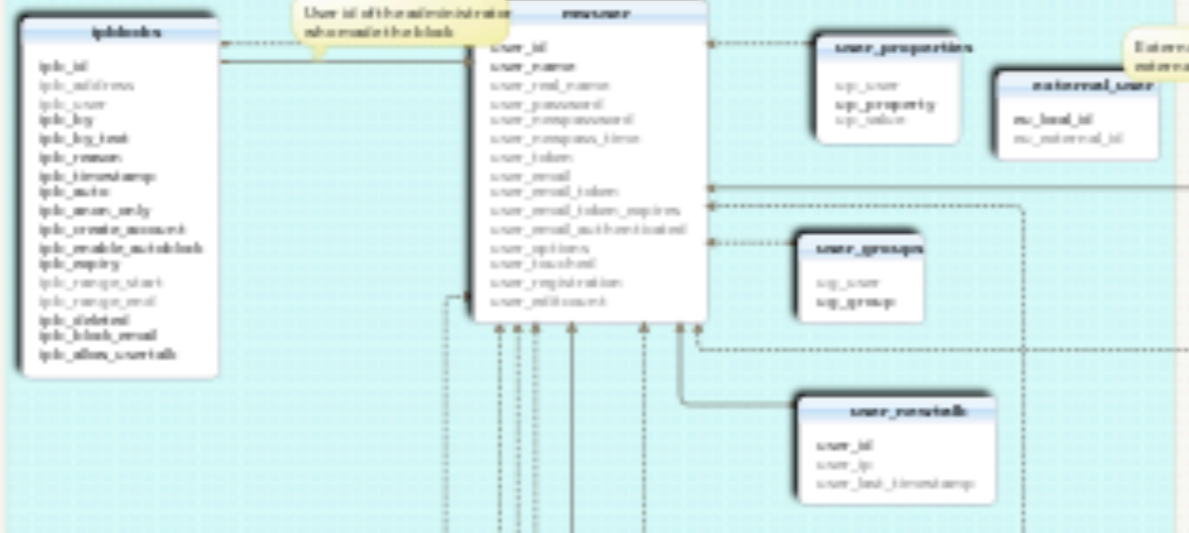 User id of the administrator
who made the block
ipblocks
ipb_id
ipb_address
ipb_user
ipb_by
ipb_by_text
ipb_reason
ipb_timestamp
ipb_auto
ipb_anon_only
ipb_create_account
ipb_enable_autoblock
ipb_expiry
ipb_range_start
ipb_range_end
ipb_deleted
ipb_block_email
ipb_allow_usertalk
user_id
user_name
user_real_name
user_password
user_newpassword
user_newpass_time
user_token
user_email
user_email_token
user_email_token_expires
user_email_authenticated
user_options
user_touched
user_registration
user_editcount
user_properties
up_user
up_property
up_value
external_user
eu_local_id
eu_external_id
user_groups
ug_user
ug_group
user_newtalk
user_id
user_ip
user_last_timestamp